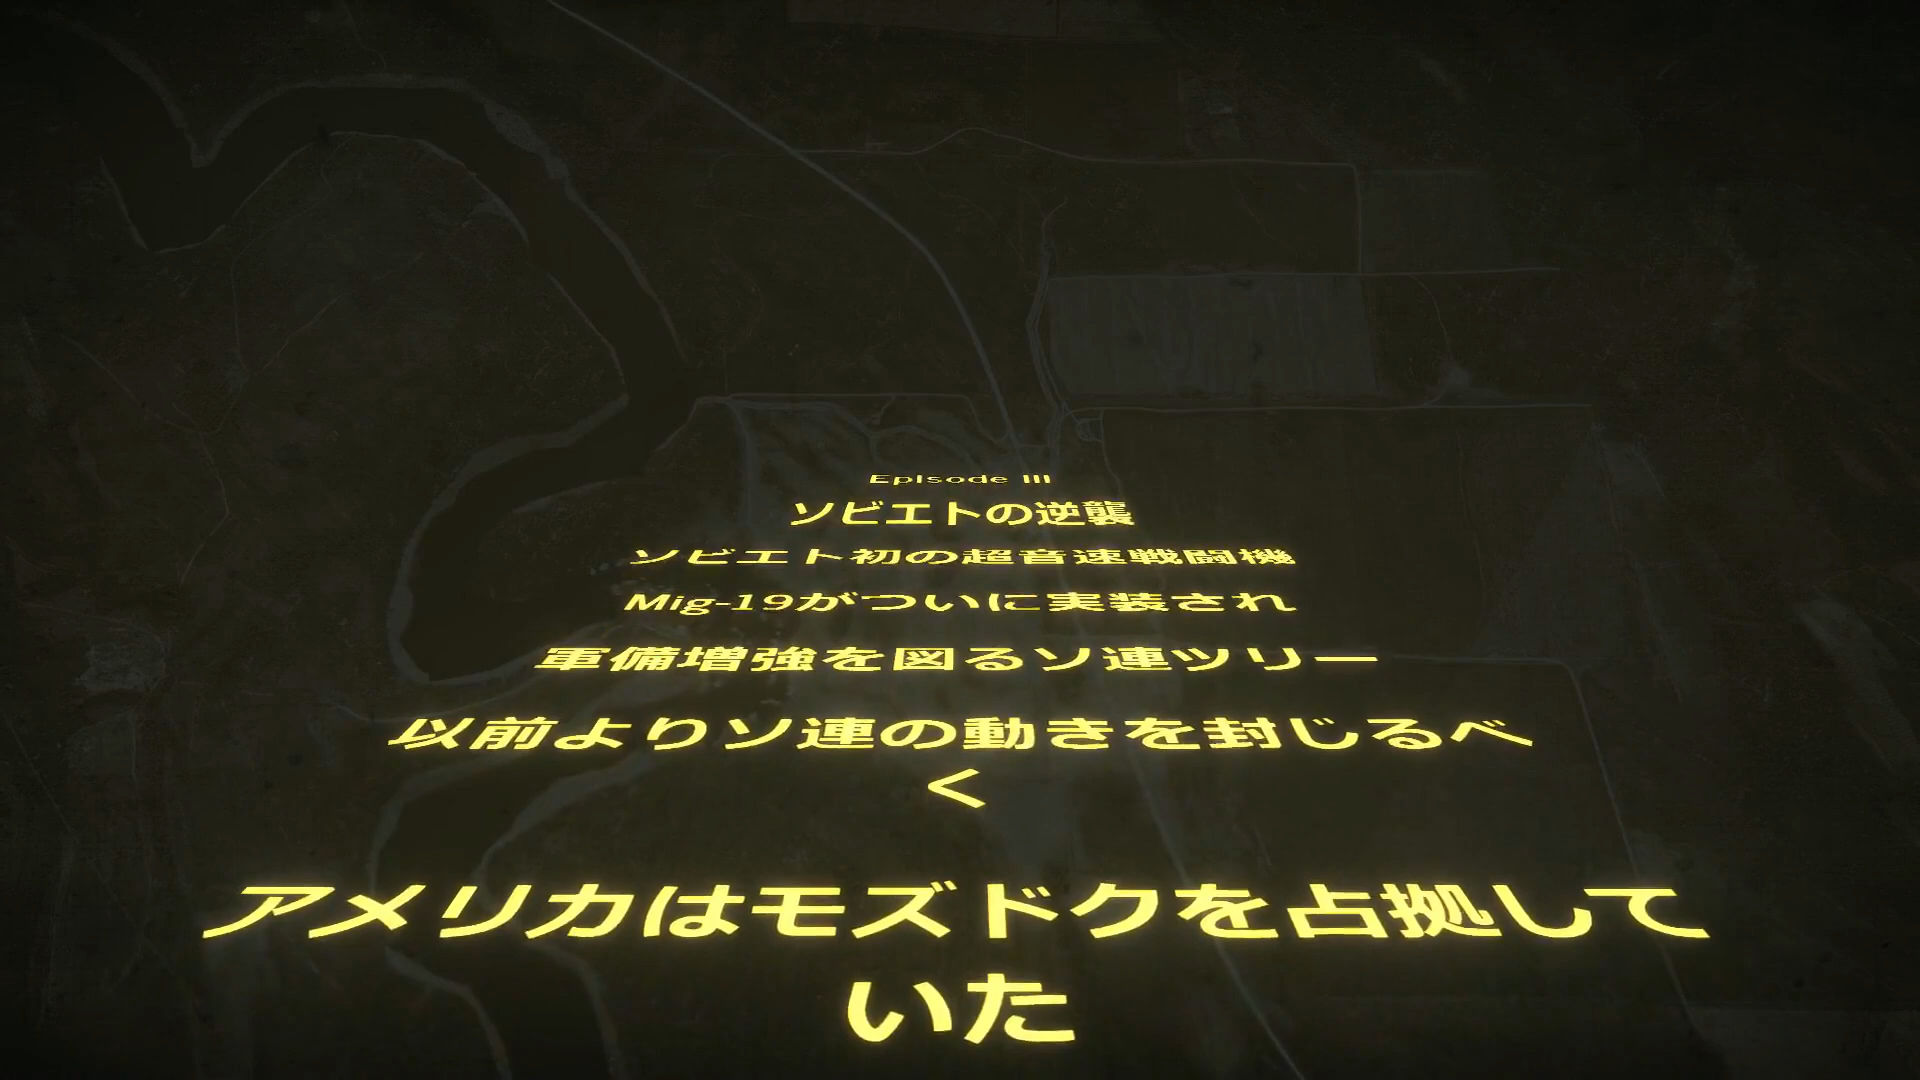 Episode III
ソビエトの逆襲
ソビエト初の超音速戦闘機
Mig-19がついに実装され
軍備増強を図るソ連ツリー
以前よりソ連の動きを封じるべ
く
アメリカはモズドクを占拠して
いた